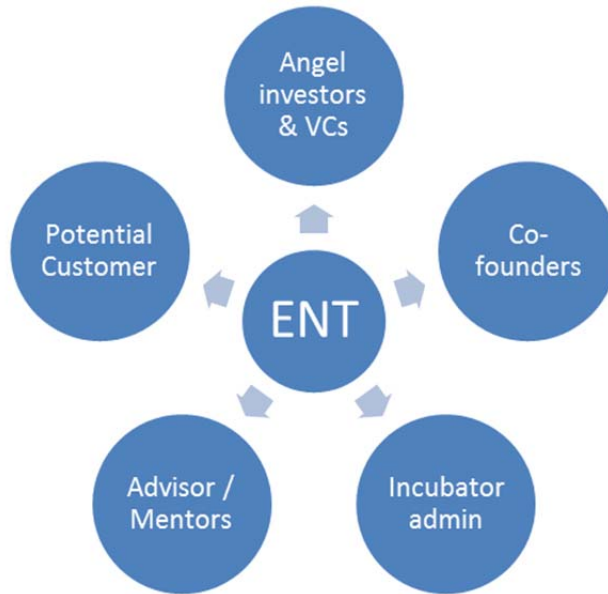 Angel
investors
& VCs
Potential
Customer
Co-
founders
ENT
Advisor /
Mentors
Incubator
admin